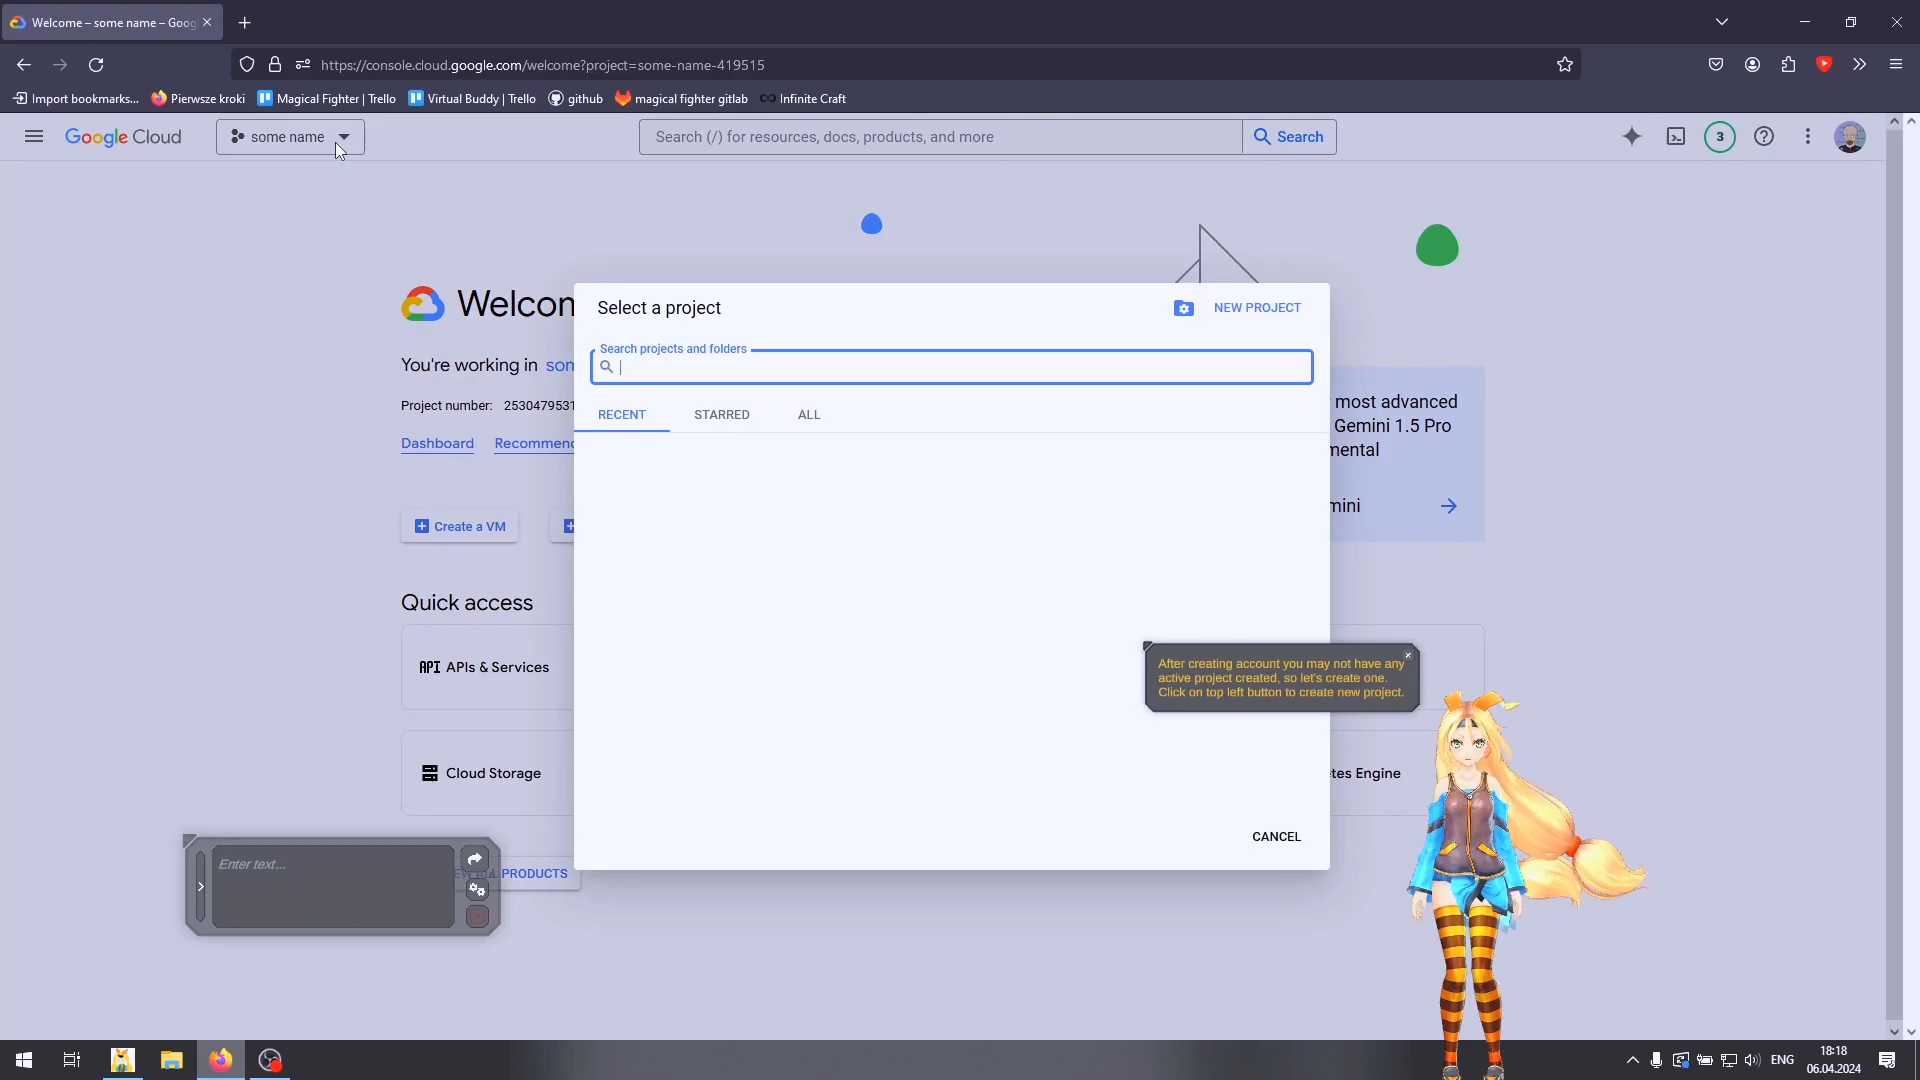 Welcome – some name – Goog
https://console.cloud.google.com/welcome?project=some-name-419515
Import bookmarks...
Pierwsze kroki
Magical Fighter | Trello
Virtual Buddy | Trello
github
magical fighter gitlab
Infinite Craft
Google Cloud
some name
Search (/) for resources, docs, products, and more
Search
3
Welcom
Select a project
NEW PROJECT
You're working in som
Search projects and folders
Project number: 2530479531
RECENT
STARRED
ALL
most advanced
Gemini 1.5 Pro
mental
Dashboard
Recommend
mini
Create a VM
Quick access
API APIs & Services
After creating account you may not have any
active project created, so let's create one.
Click on top left button to create new project.
Cloud Storage
tes Engine
CANCEL
Enter text...
PRODUCTS
ENG
18:18
06.04.2024